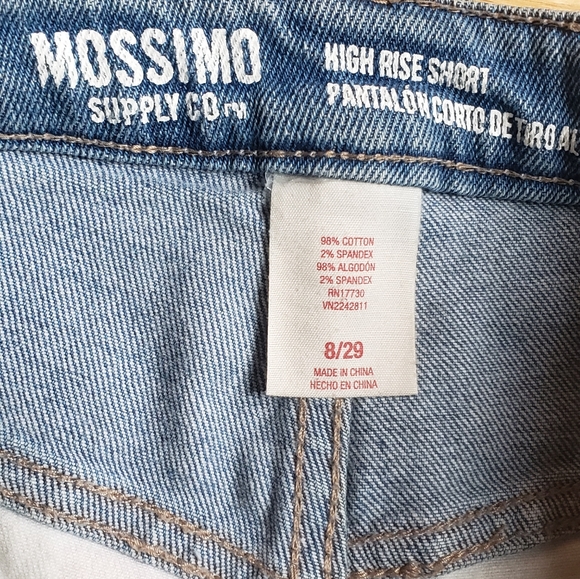 MOSSIMO
SUPPLY CO TM
HIGH RISE SHORT
PANTALÓN CORTO DE TIRO AL
98% COTTON
2% SPANDEX
98% ALGODÓN
2% SPANDEX
RN17730
VN2242811
8/29
MADE IN CHINA
HECHO EN CHINA